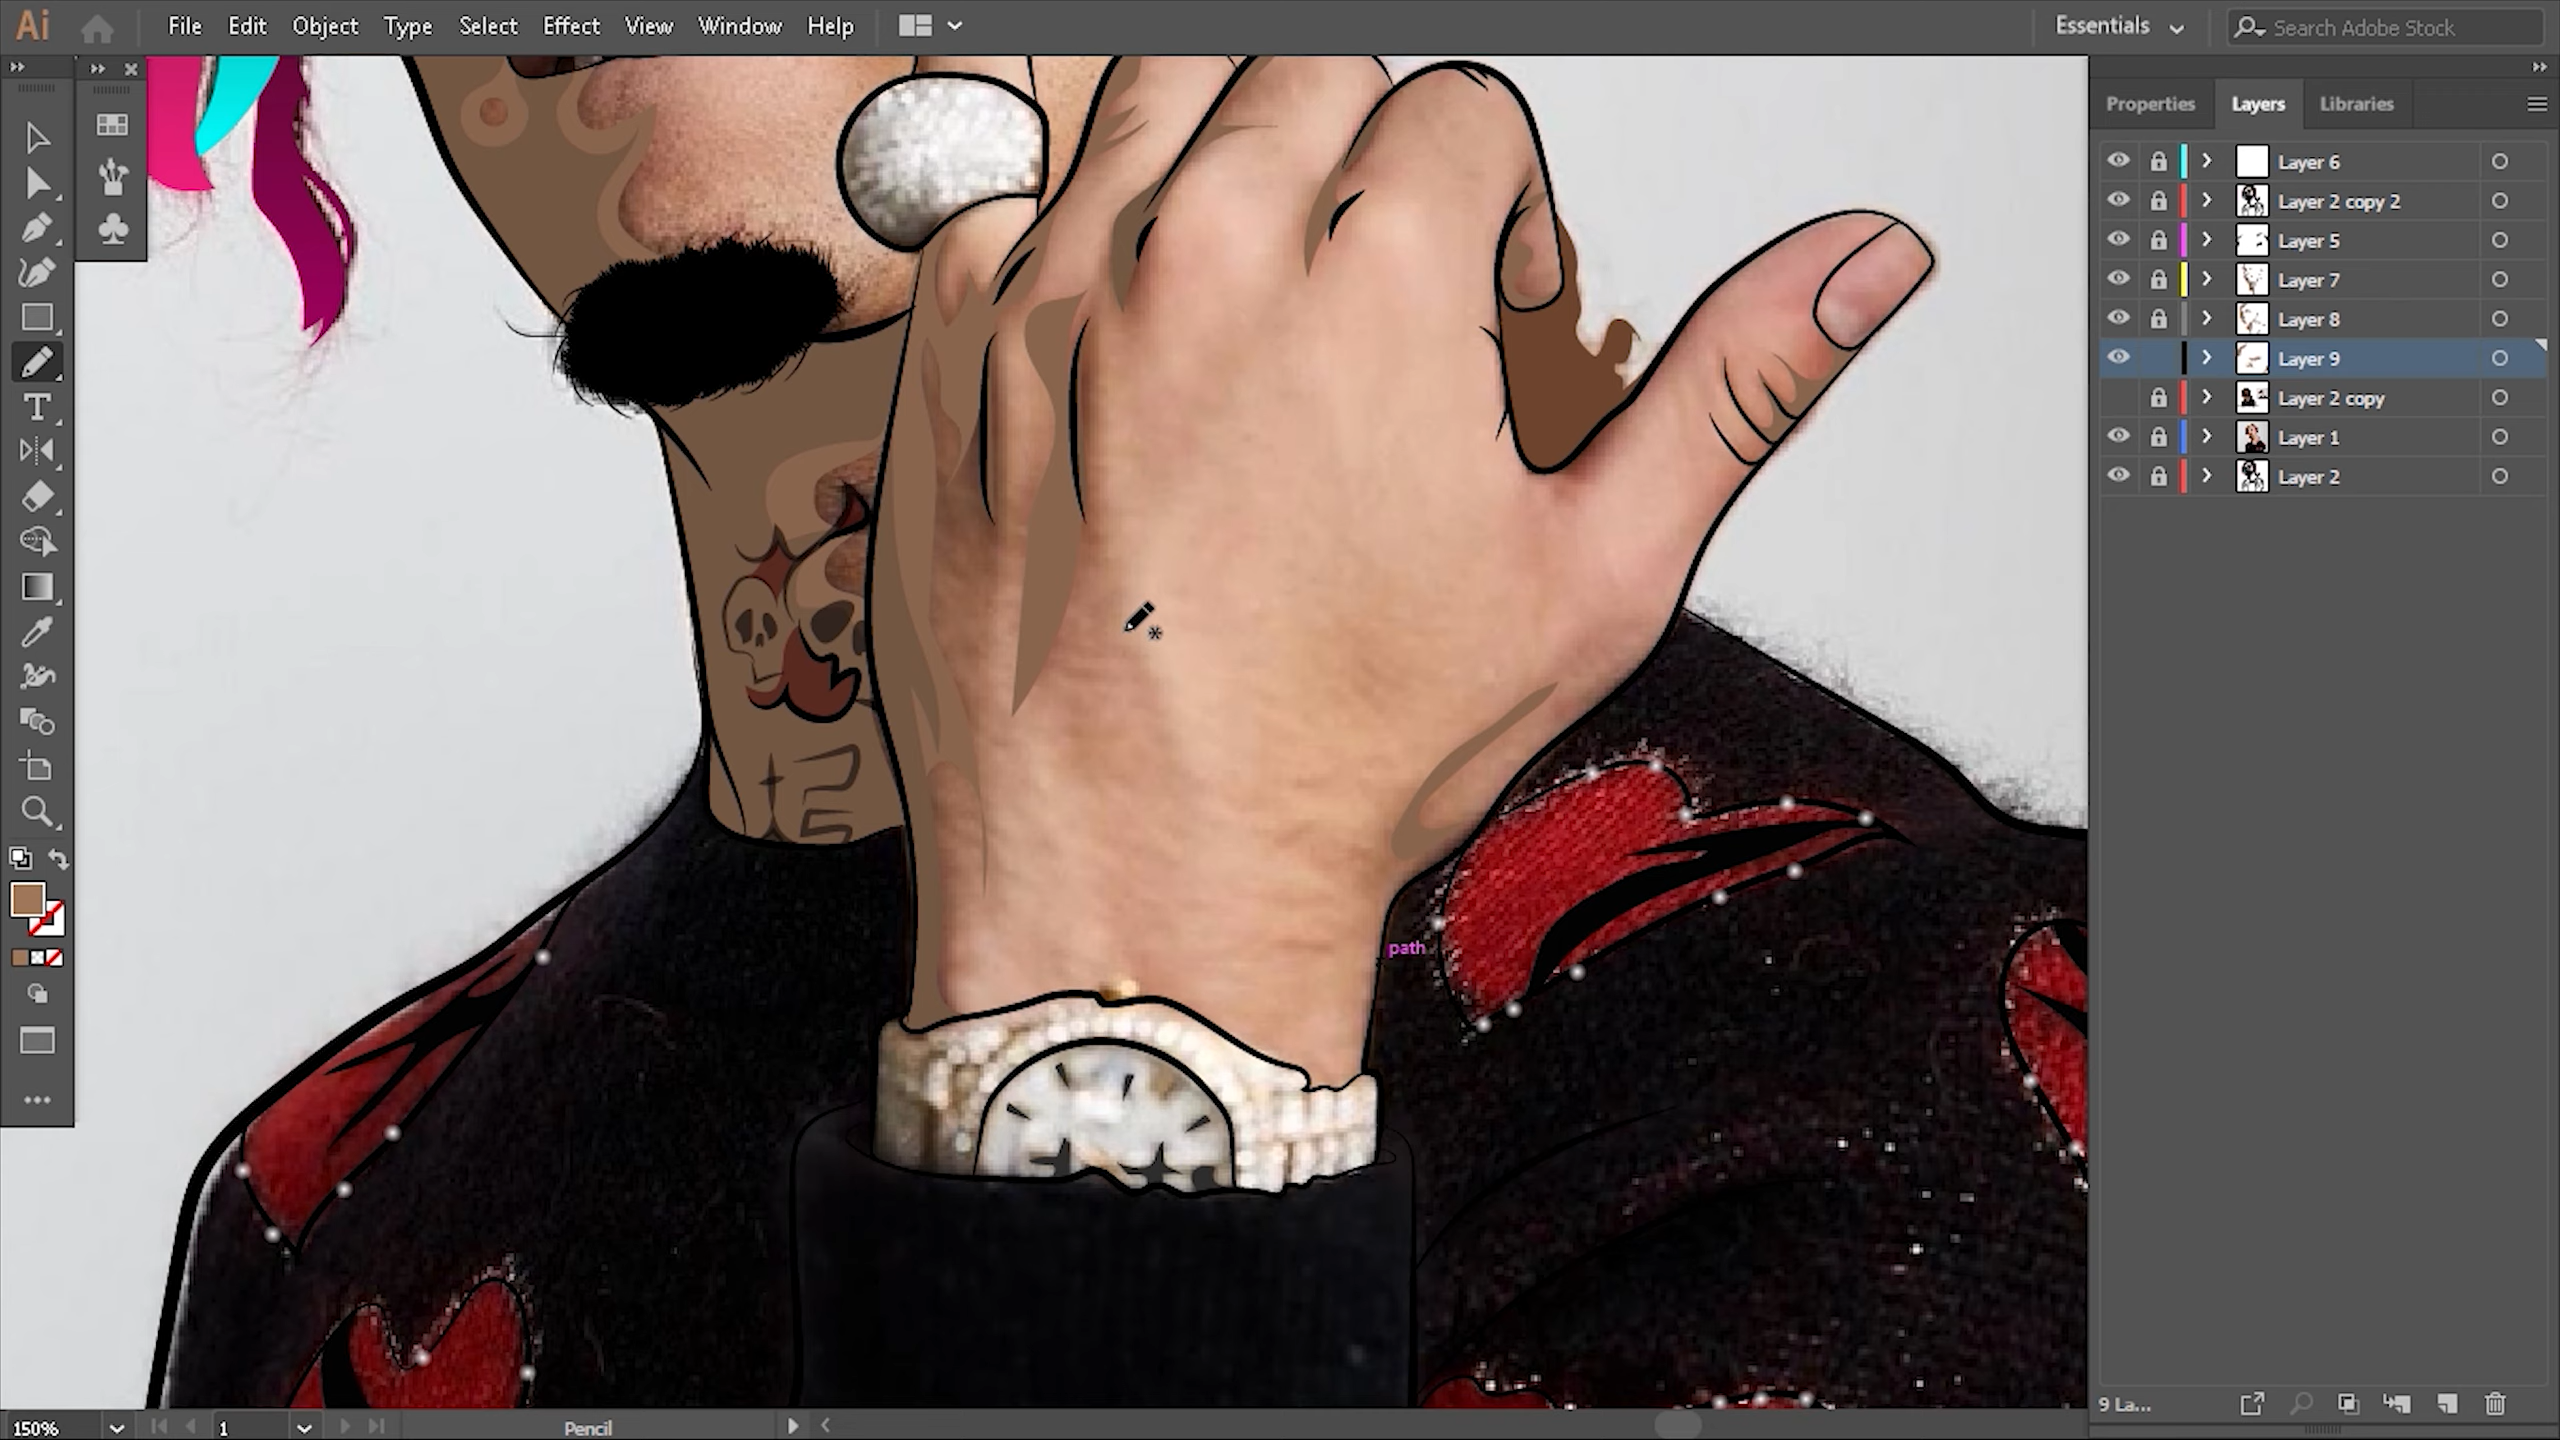 Ai File Edit Object Type Select Effect Window View Help Essentials Search Adobe Stock
Properties Layers Libraries
Layer 6
Layer 2 copy 2
Layer 5
Layer 7
Layer 8
Layer 9
Layer 2 copy
Layer 1
Layer 2
path
150% 1 Pencil 9 La...